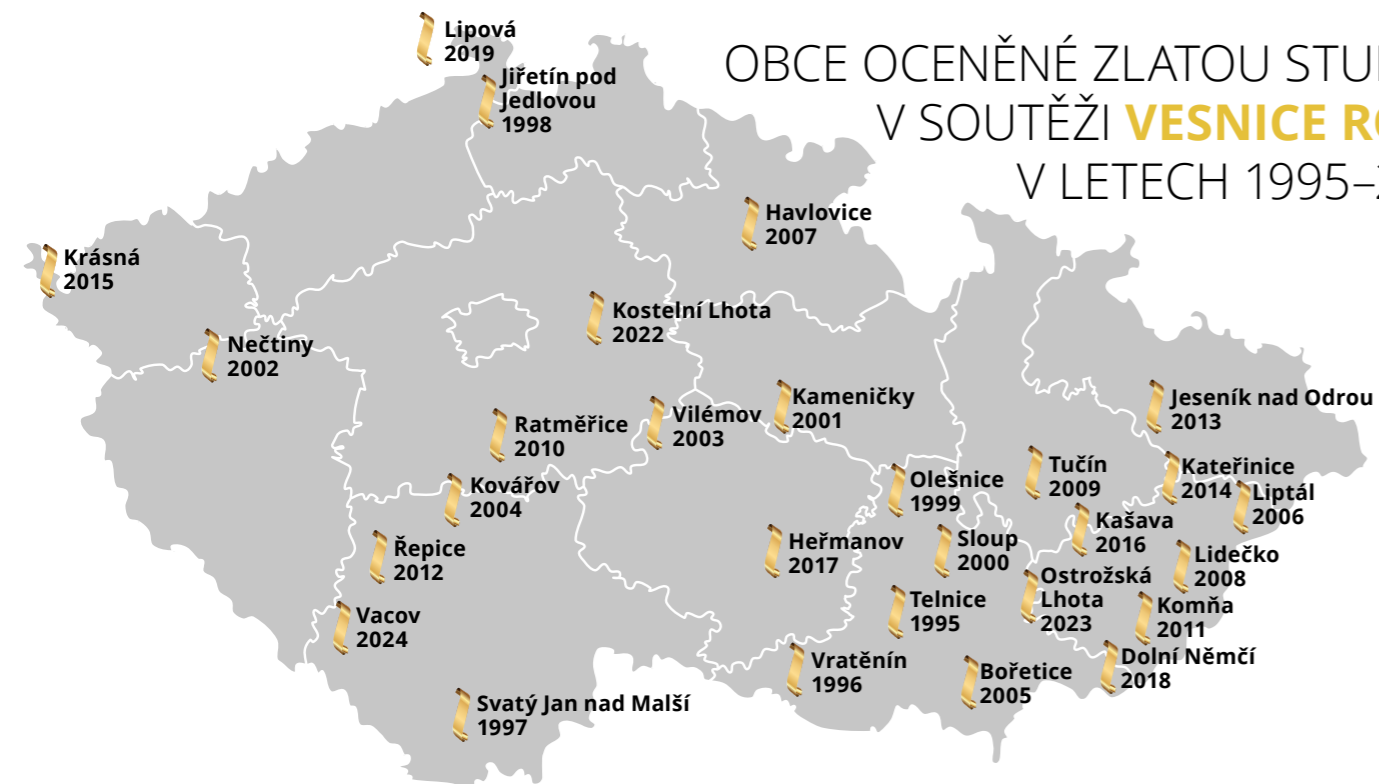 OBCE OCENĚNÉ ZLATOU
V SOUTĚŽI VESNICE
V LETECH 1995–
Lipová
2019
Jiřetín pod
Jedlovou
1998
Havlovice
2007
Krásná
2015
Kostelní Lhota
2022
Nečtiny
2002
Kameničky
2001
Jeseník nad Odrou
2013
Vilémov
2003
Ratměřice
2010
Tučín
2009
Kateřinice
2014
Olešnice
1999
Kovářov
2004
Liptál
2006
Kašava
2016
Heřmanov
2017
Sloup
2000
Řepice
2012
Lidečko
2008
Ostrožská
Lhota
2023
Telnice
1995
Komňa
2011
Vacov
2024
Dolní Němčí
2018
Vratěnín
1996
Bořetice
2005
Svatý Jan nad Malší
1997